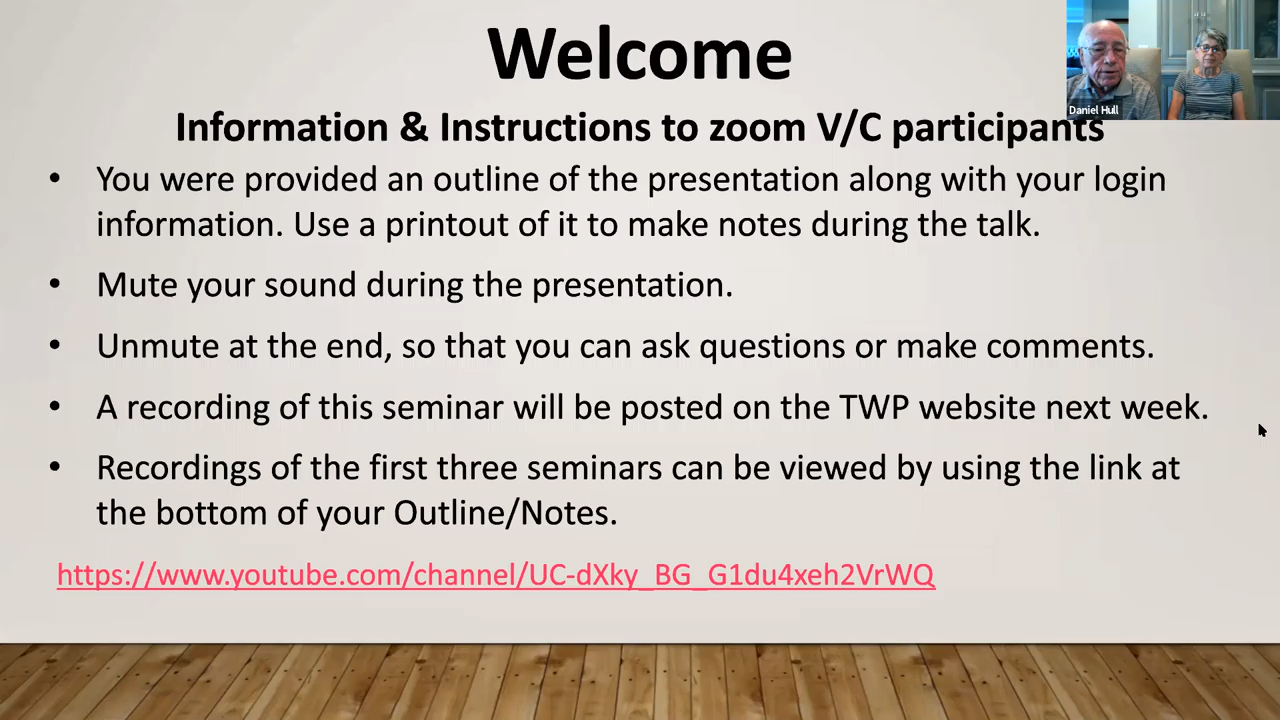 Welcome
Daniel Hull
Information & Instructions to zoom V/C participants
• You were provided an outline of the presentation along with your login
information. Use a printout of it to make notes during the talk.
• Mute your sound during the presentation.
• Unmute at the end, so that you can ask questions or make comments.
• A recording of this seminar will be posted on the TWP website next week.
• Recordings of the first three seminars can be viewed by using the link at
the bottom of your Outline/Notes.
https://www.youtube.com/channel/UC-dXky_BG_G1du4xeh2VrWQ